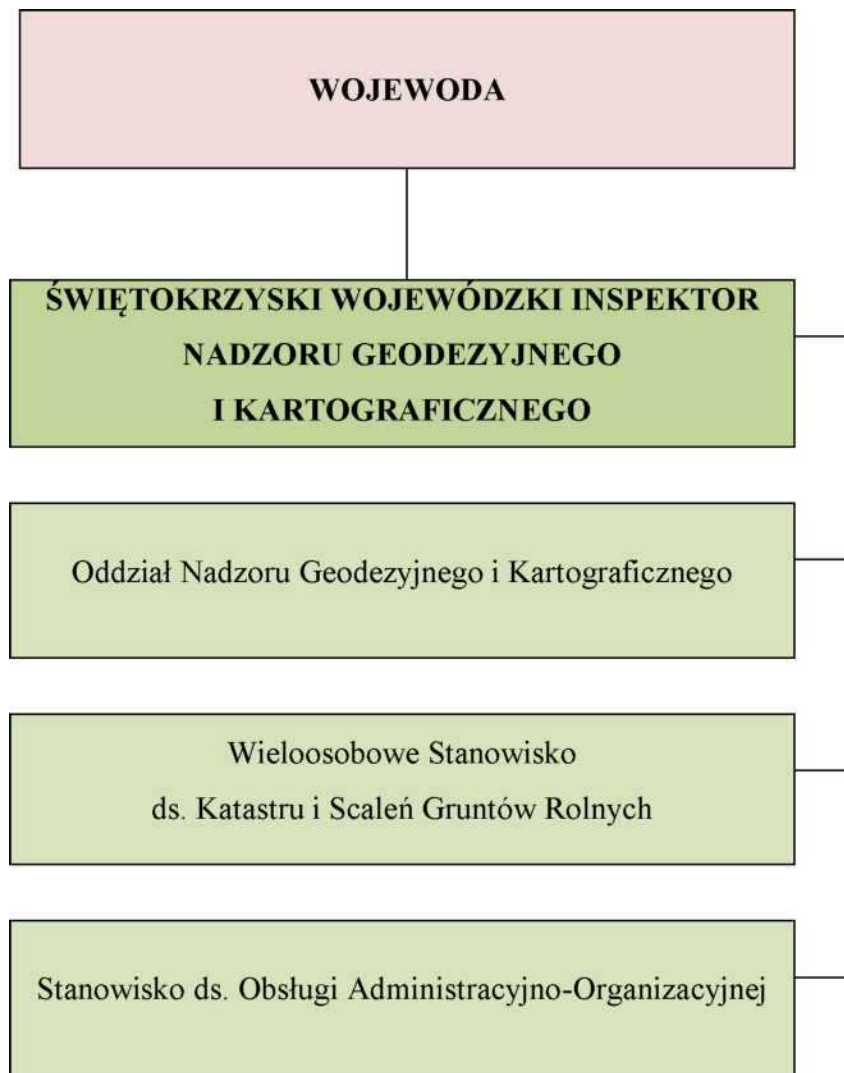 WOJEWODA
ŚWIĘTOKRZYSKI WOJEWÓDZKI INSPEKTOR
NADZORU GEODEZYJNEGO
I KARTOGRAFICZNEGO
Oddział Nadzoru Geodezyjnego i Kartograficznego
Wieloosobowe Stanowisko
ds. Katastru i Scaleń Gruntów Rolnych
Stanowisko ds. Obsługi Administracyjno-Organizacyjnej